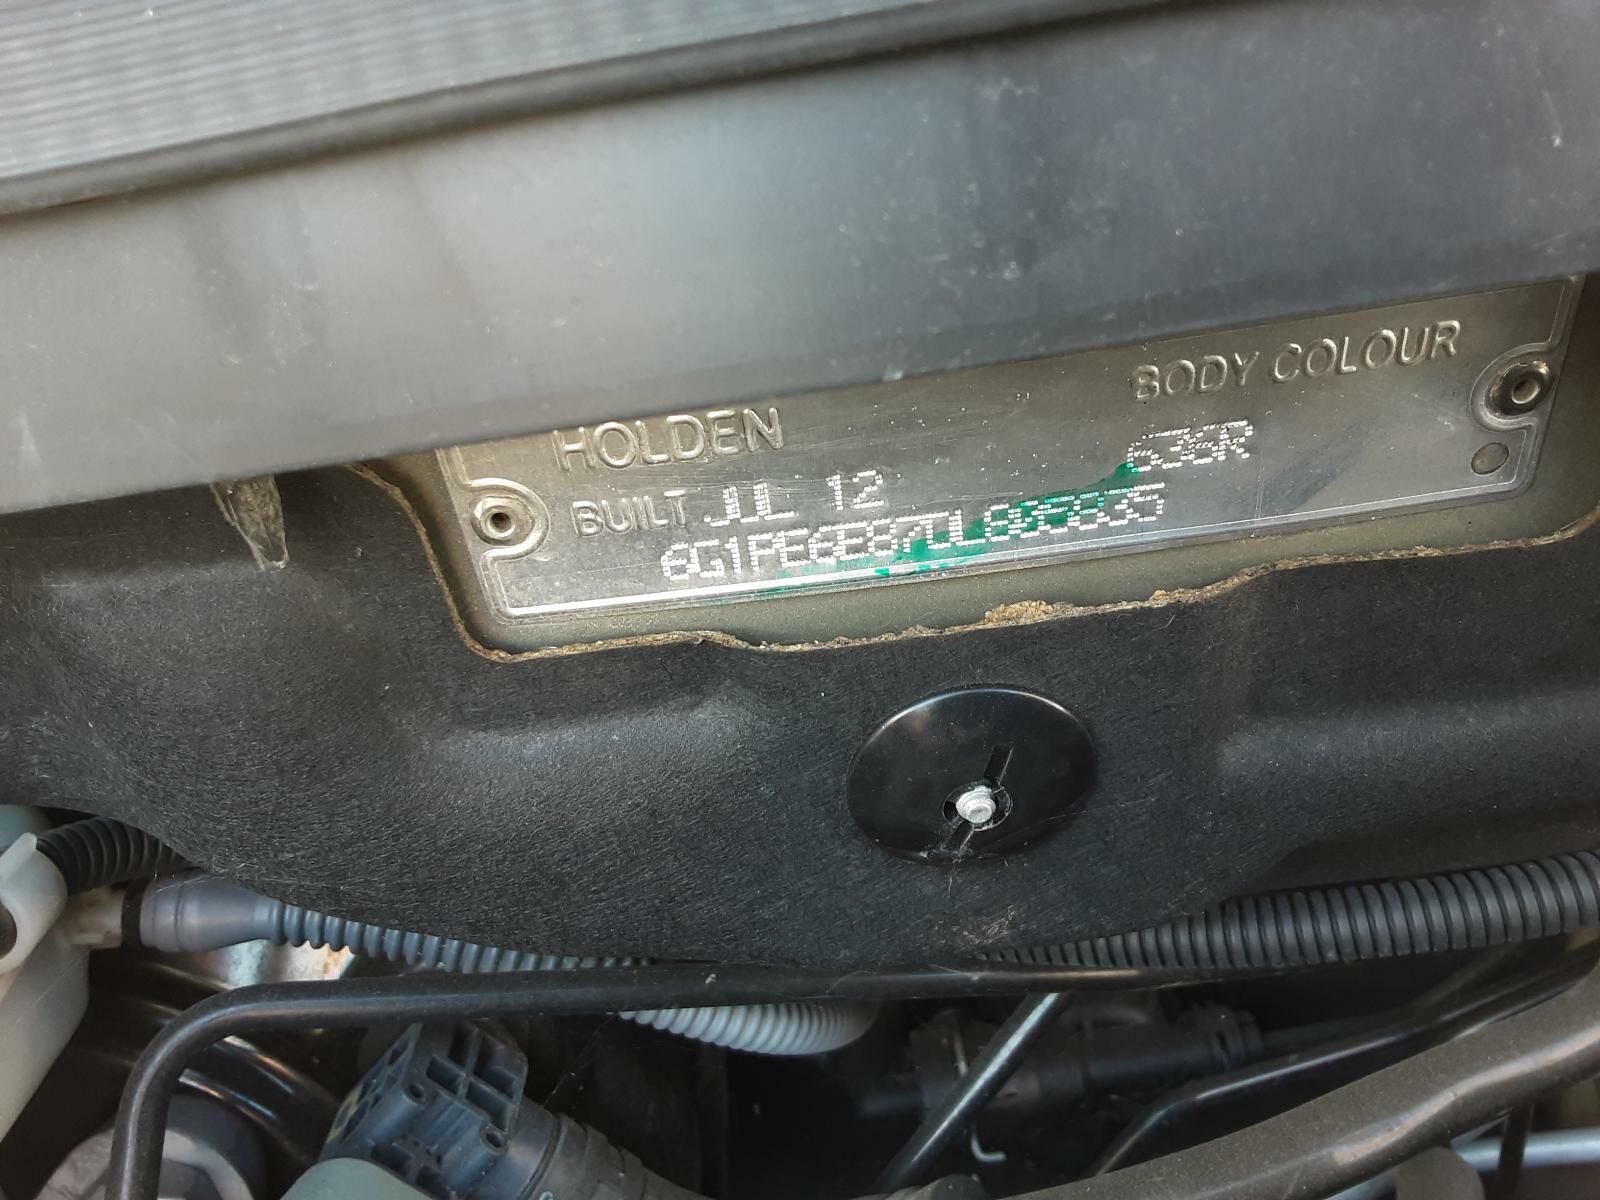 HOLDEN
BODY COLOUR
BUILT JUL 12
636R